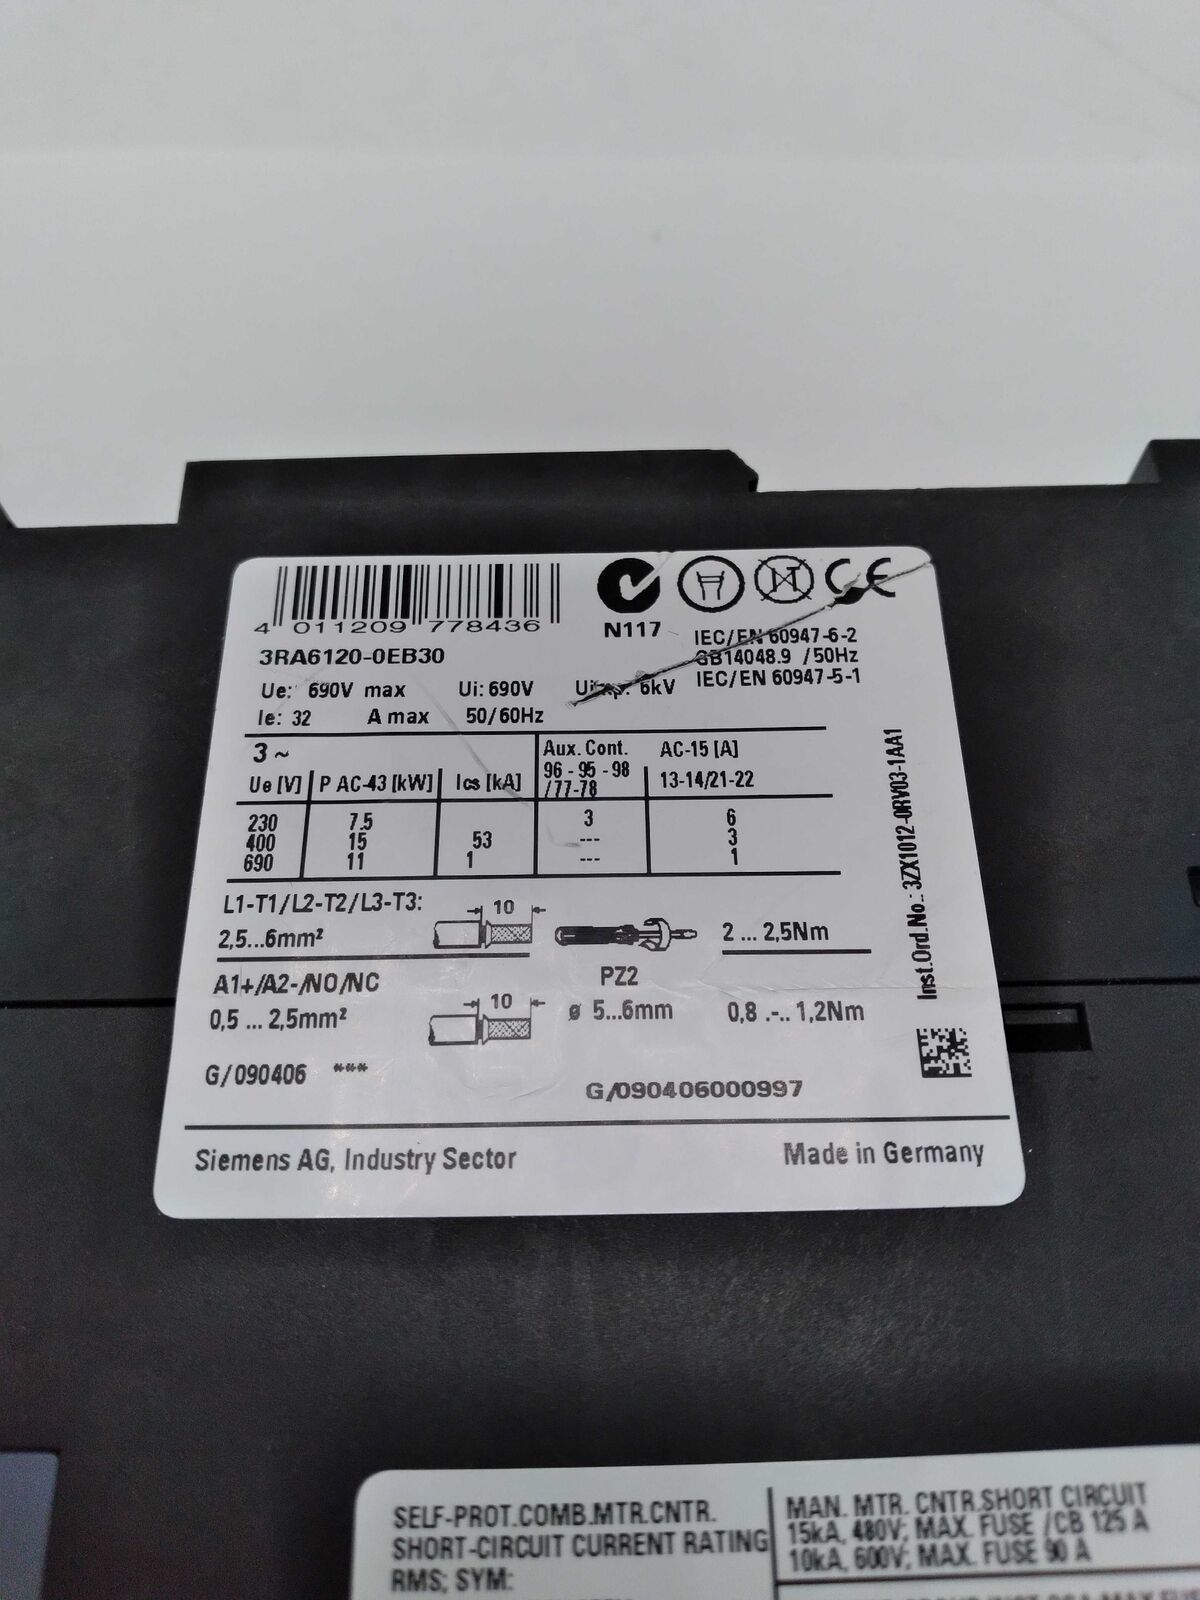 4 011209 778436
N117
CE
3RA6120-0EB30
IEC/EN 60947-6-2
GB14048.9 /50Hz
IEC/EN 60947-5-1
Ue: 690V max Ui: 690V 6kV
Ie: 32 A max 50/60Hz
3~ Aux. Cont. AC-15 [A]
96 - 95 - 98
Ue [V] P AC-43 [kW] Ics [kA] /77-78 13-14/21-22
230 7.5 3 6
400 15 53 --- 3
690 11 1 --- 1
Inst.Ord.No.: 3ZX1012-0RV03-1AA1
L1-T1/L2-T2/L3-T3: 10
2,5...6mm² 2 ... 2,5Nm
PZ2
A1+/A2-/NO/NC 10
0,5 ... 2,5mm² ø 5...6mm 0,8 .-.. 1,2Nm
G/090406 ***
G/090406000997
Siemens AG, Industry Sector Made in Germany
SELF-PROT.COMB.MTR.CNTR.
SHORT-CIRCUIT CURRENT RATING
RMS; SYM:
MAN. MTR. CNTR.SHORT CIRCUIT
15kA, 480V; MAX. FUSE /CB 125 A
10kA, 600V; MAX. FUSE 90 A